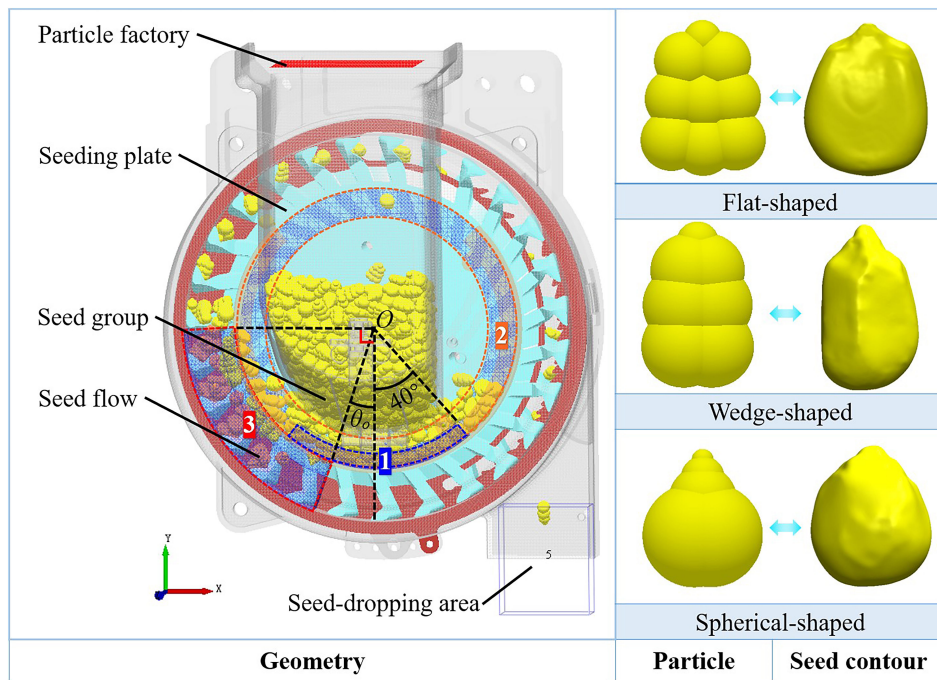 Particle factory
Seeding plate
Seed group
Seed flow
O
2
40°
θo
3
1
Y
X
5
Seed-dropping area
Geometry
Flat-shaped
Wedge-shaped
Spherical-shaped
Particle
Seed contour